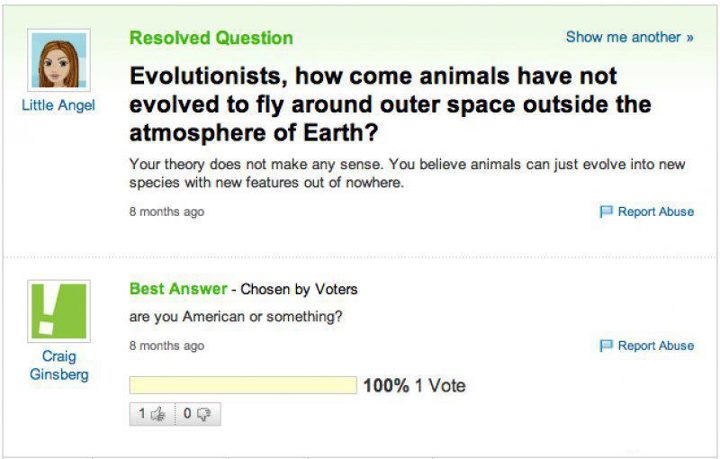 Resolved Question
Show me another »
Little Angel
Evolutionists, how come animals have not
evolved to fly around outer space outside the
atmosphere of Earth?
Your theory does not make any sense. You believe animals can just evolve into new
species with new features out of nowhere.
8 months ago
Report Abuse
Best Answer - Chosen by Voters
are you American or something?
8 months ago
Report Abuse
Craig
Ginsberg
100% 1 Vote
1 0